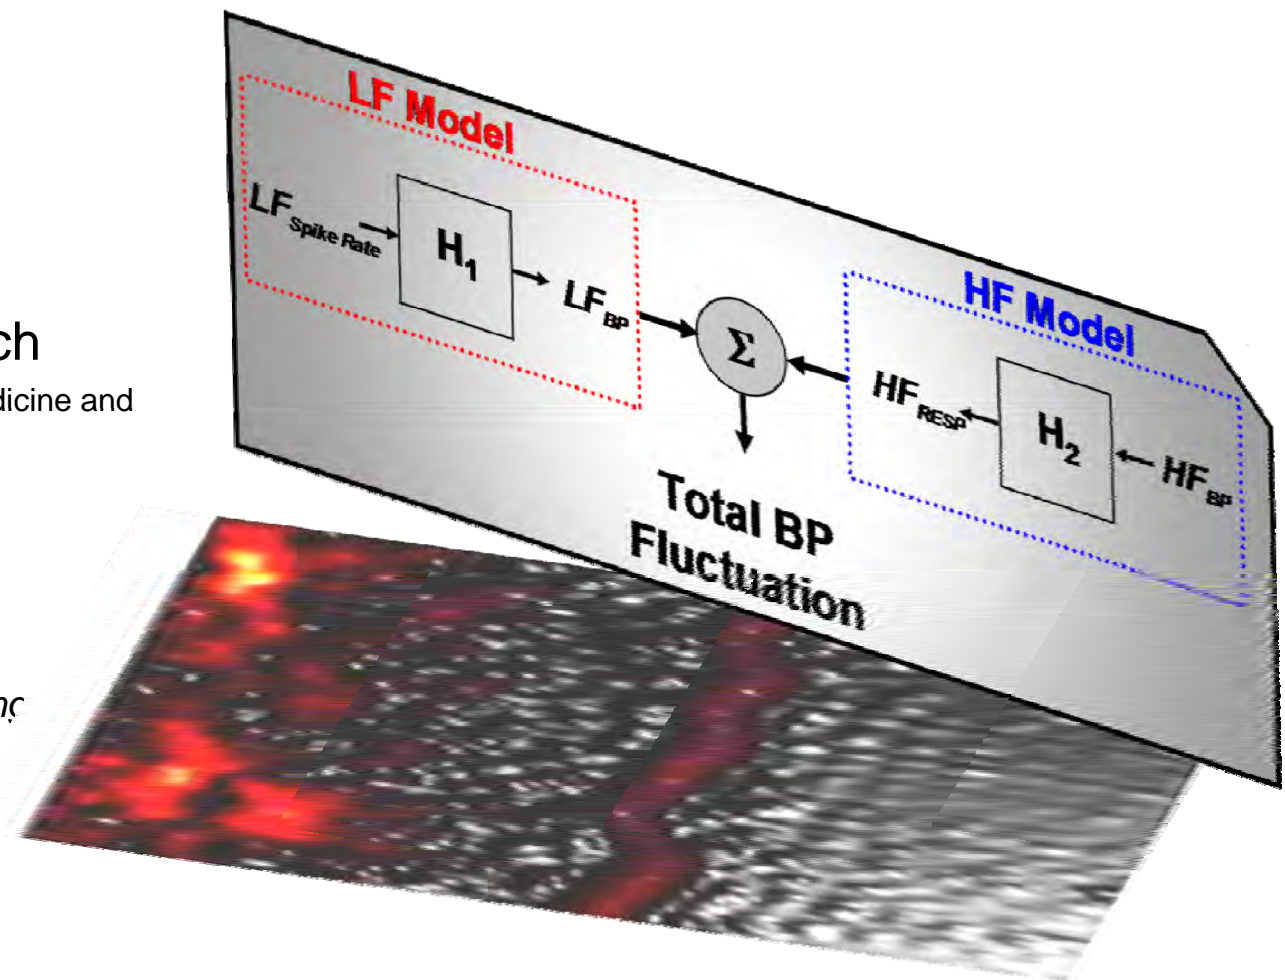 LF Model
LF Spike Rate
H1
LF BP
Σ
HF Model
HF RESP
H2
HF BP
Total BP
Fluctuation
ch
dicine and